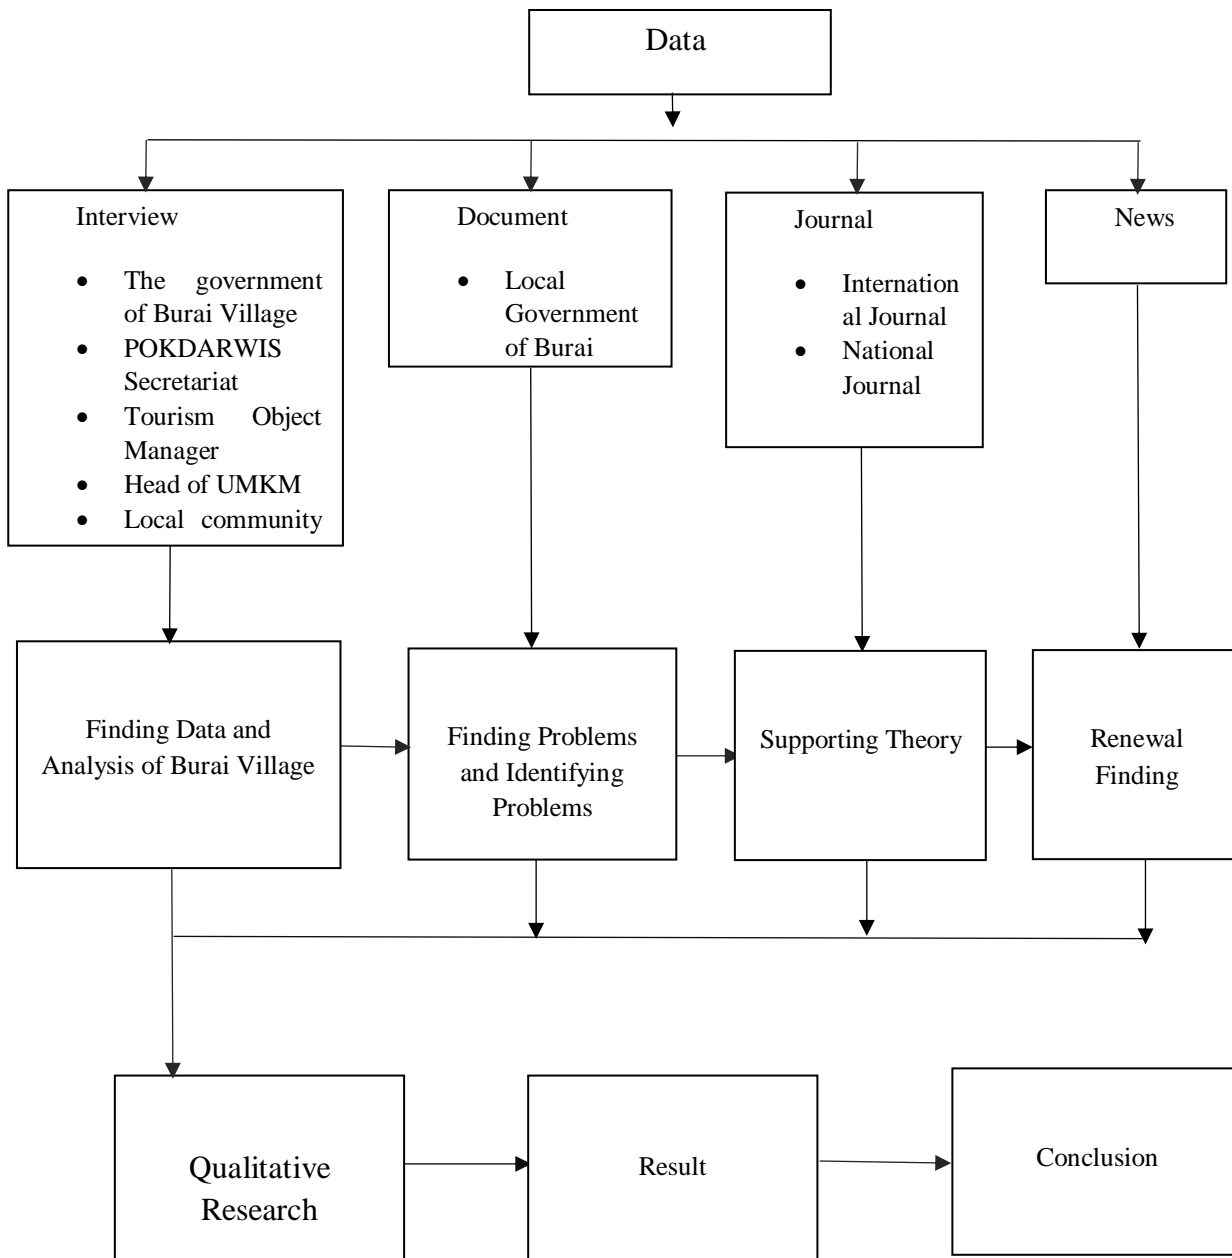 Data
Interview
• The government
of Burai Village
• POKDARWIS
Secretariat
• Tourism Object
Manager
• Head of UMKM
• Local community
Document
• Local
Government
of Burai
Journal
• Internation
al Journal
• National
Journal
News
Finding Data and
Analysis of Burai Village
Finding Problems
and Identifying
Problems
Supporting Theory
Renewal
Finding
Qualitative
Research
Result
Conclusion